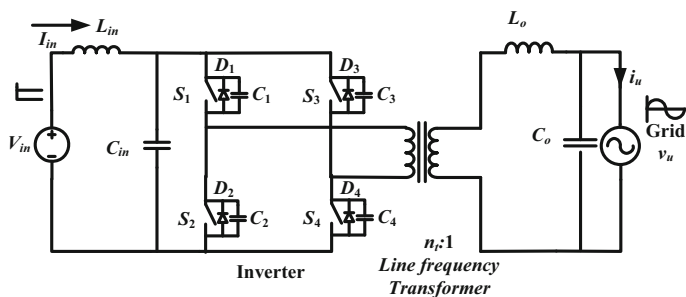 I_in L_in
L_o
D_1 D_3
S_1 C_1 S_3 C_3
i_u
V_in C_in
C_o
Grid
v_u
D_2 D_4
S_2 C_2 S_4 C_4
n_t:1
Inverter
Line frequency
Transformer